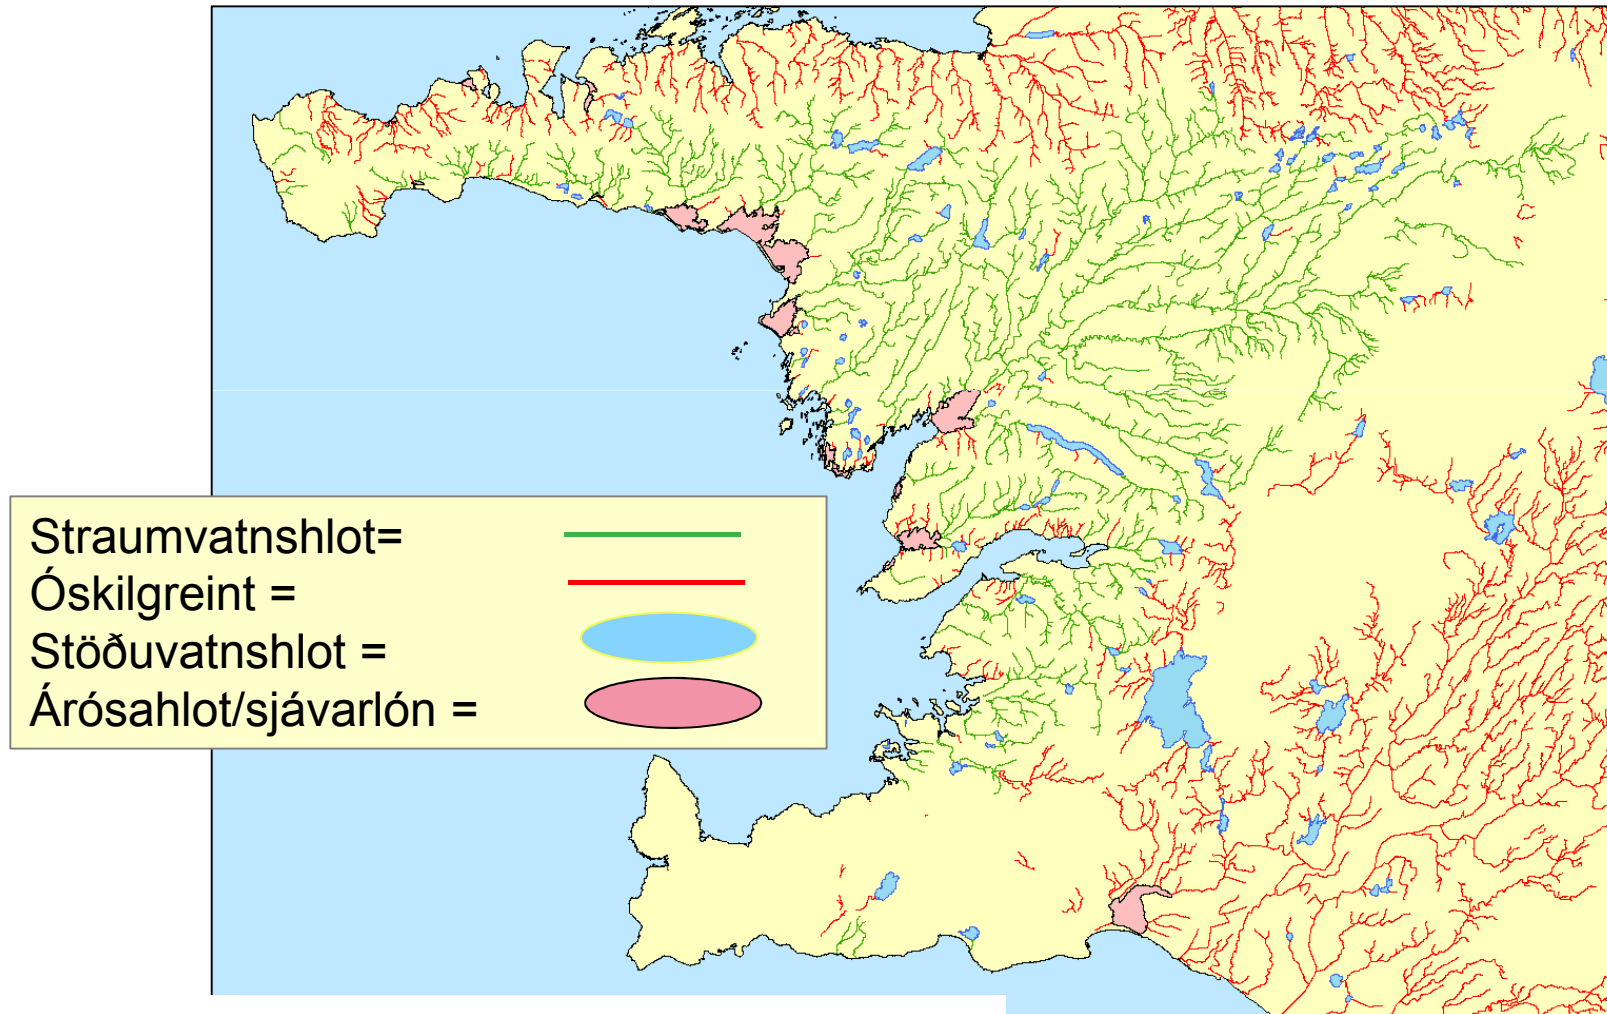 Straumvatnshlot=
Óskilgreint =
Stöðuvatnshlot =
Árósahlot/sjávarlón =